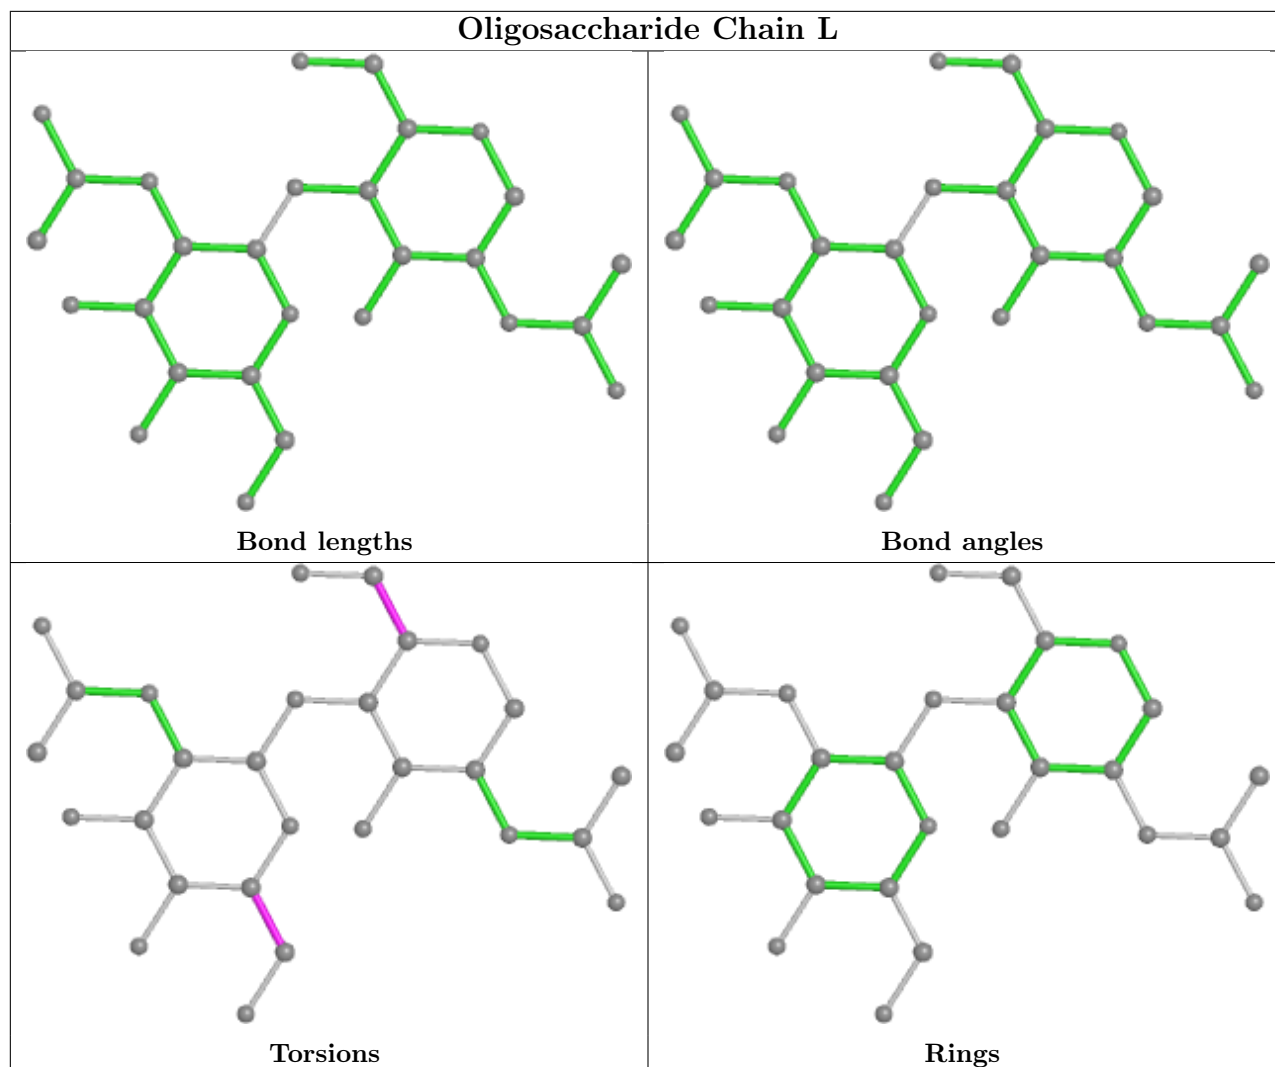 Oligosaccharide Chain L
Bond lengths
Bond angles
Torsions
Rings